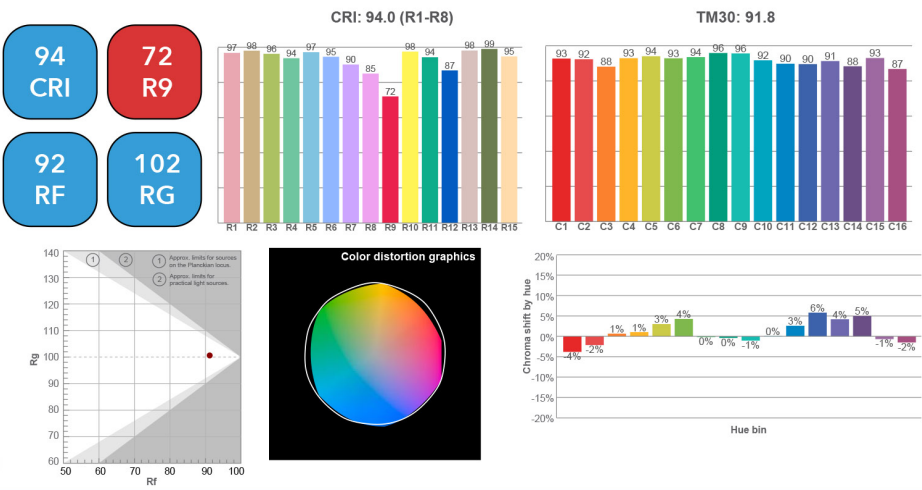 94
CRI
72
R9
92
RF
102
RG
CRI: 94.0 (R1-R8)
97 98 96 94 97 95 90 85 72 98 94 87 98 99 95
R1 R2 R3 R4 R5 R6 R7 R8 R9 R10 R11 R12 R13 R14 R15
TM30: 91.8
93 92 88 93 94 93 94 96 96 92 90 90 91 88 93 87
C1 C2 C3 C4 C5 C6 C7 C8 C9 C10 C11 C12 C13 C14 C15 C16
140
130
120
110
100
90
80
70
60
Rg
50 60 70 80 90 100
Rf
1 2
1 Approx. limits for sources
on the Planckian locus.
2 Approx. limits for
practical light sources.
Color distortion graphics
Chroma shift by hue
20%
15%
10%
5%
0%
-5%
-10%
-15%
-20%
-4% -2% 1% 1% 3% 4% 0% 0% -1% 0% 3% 6% 4% 5% -1% -2%
Hue bin